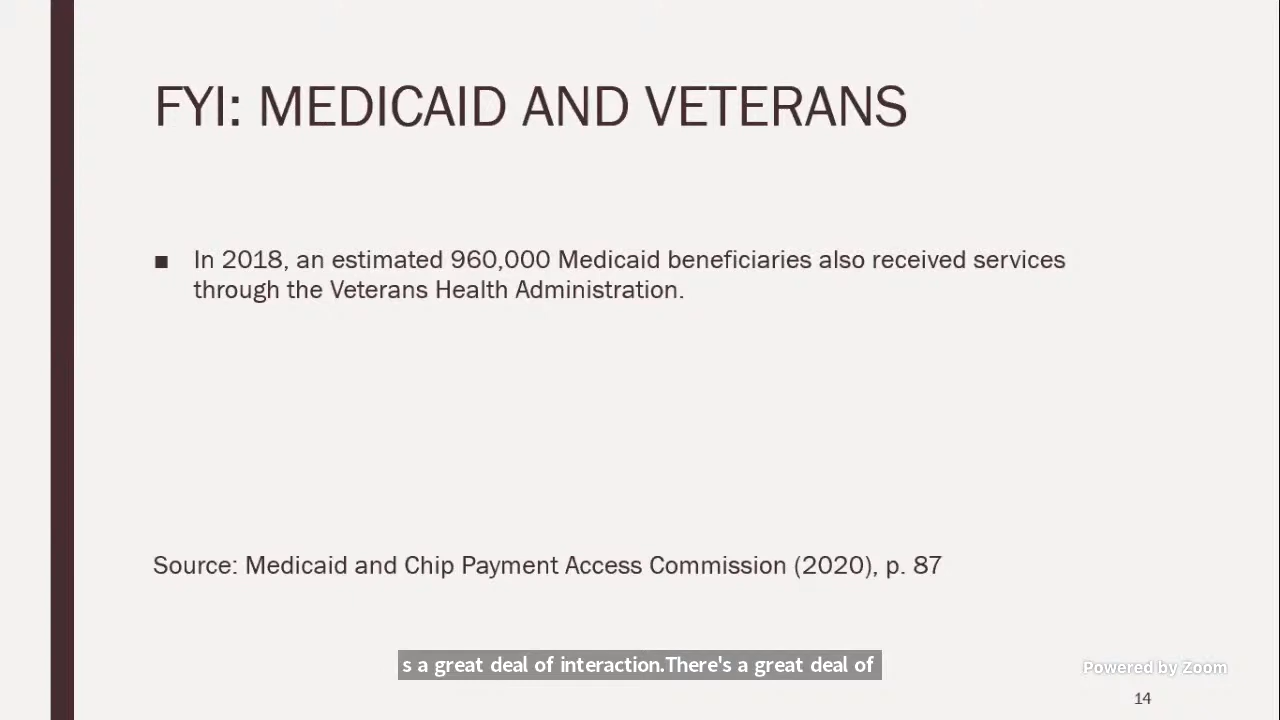 FYI: MEDICAID AND VETERANS
■ In 2018, an estimated 960,000 Medicaid beneficiaries also received services
through the Veterans Health Administration.
Source: Medicaid and Chip Payment Access Commission (2020), p. 87
s a great deal of interaction.There's a great deal of
Powered by Zoom
14